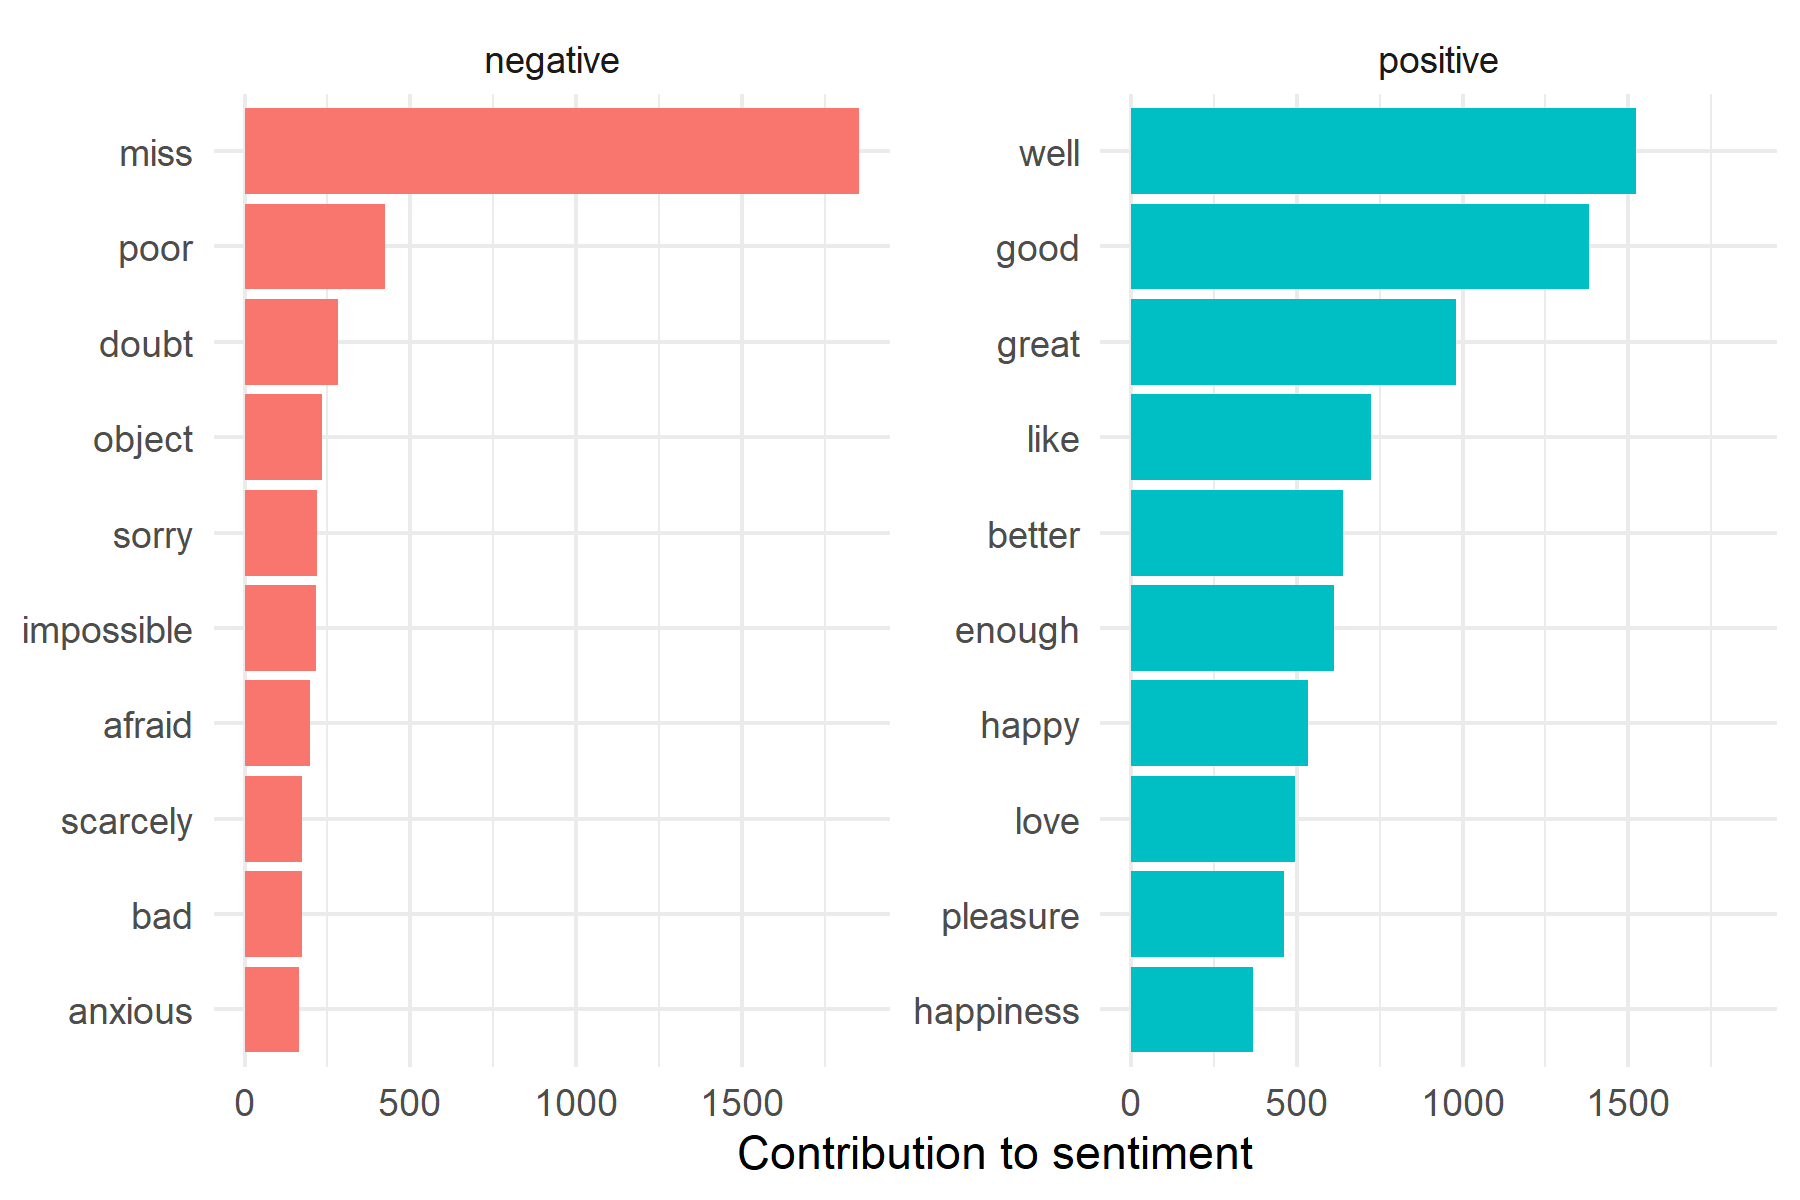 negative
miss
poor
doubt
object
sorry
impossible
afraid
scarcely
bad
anxious
0 500 1000 1500
positive
well
good
great
like
better
enough
happy
love
pleasure
happiness
0 500 1000 1500
Contribution to sentiment